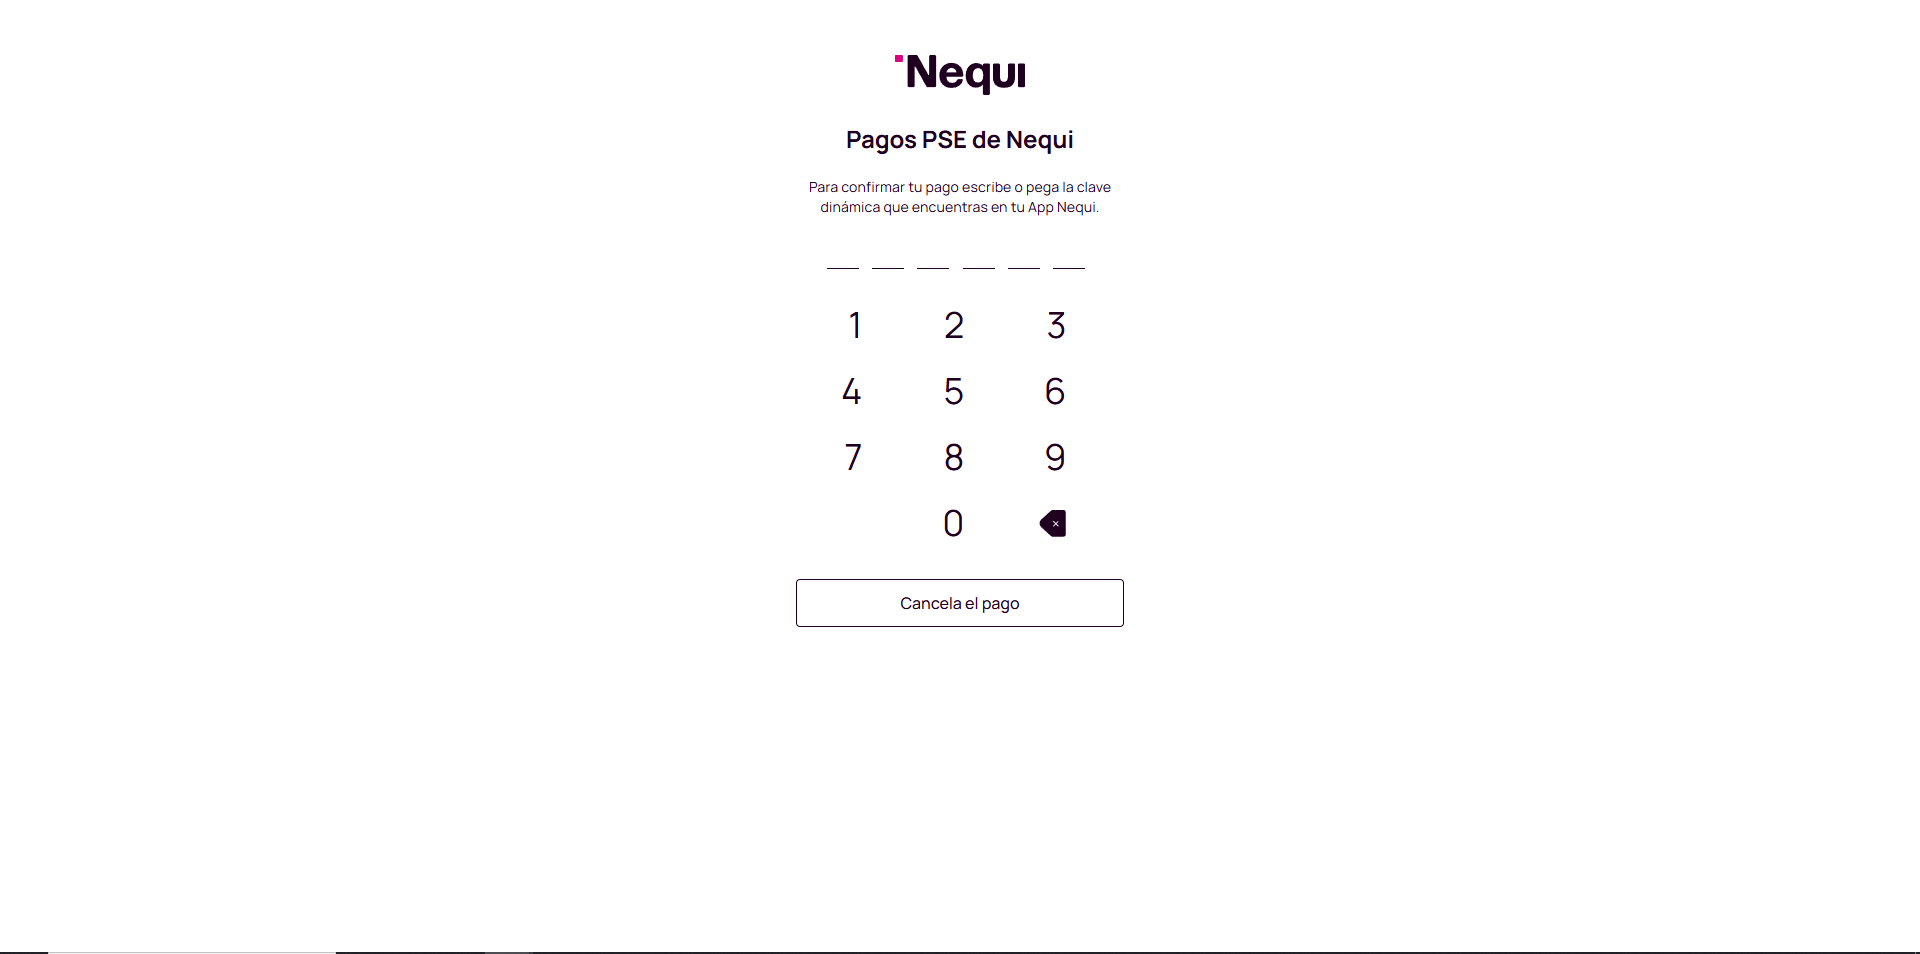 Nequi
Pagos PSE de Nequi
Para confirmar tu pago escribe o pega la clave
dinámica que encuentras en tu App Nequi.
1 2 3
4 5 6
7 8 9
0
Cancela el pago